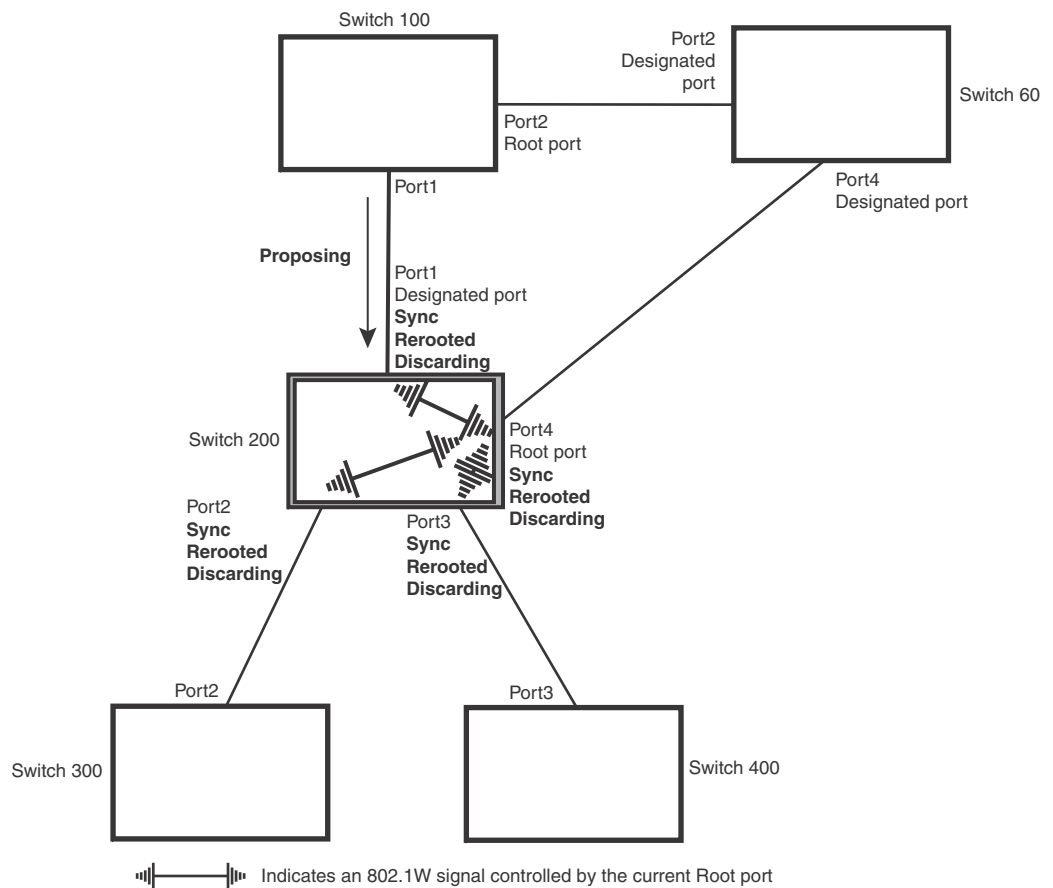 Switch 100
Port2
Designated
port
Switch 60
Port2
Root port
Port1
Port4
Designated port
Proposing
Port1
Designated port
Sync
Rerooted
Discarding
Switch 200
Port4
Root port
Sync
Rerooted
Discarding
Port2
Sync
Rerooted
Discarding
Port3
Sync
Rerooted
Discarding
Port2
Port3
Switch 300
Switch 400
Indicates an 802.1W signal controlled by the current Root port